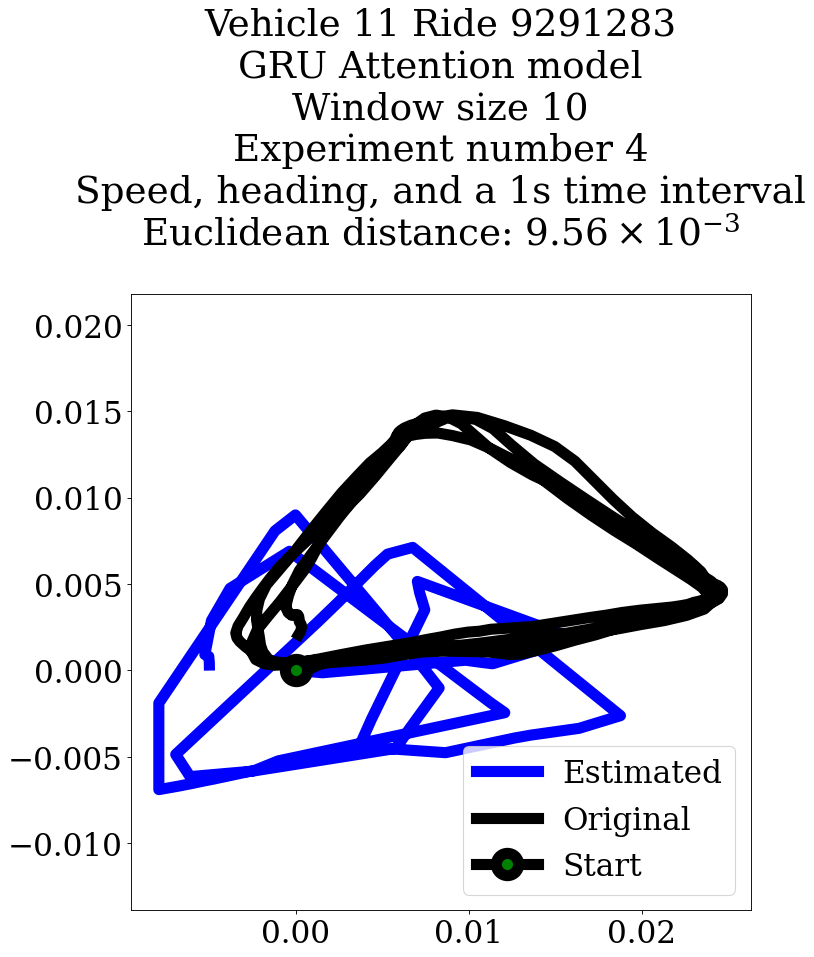 Vehicle 11 Ride 9291283
GRU Attention model
Window size 10
Experiment number 4
Speed, heading, and a 1s time interval
Euclidean distance: 9.56 × 10⁻³
0.020
0.015
0.010
0.005
0.000
−0.005
−0.010
Estimated
Original
Start
0.00 0.01 0.02